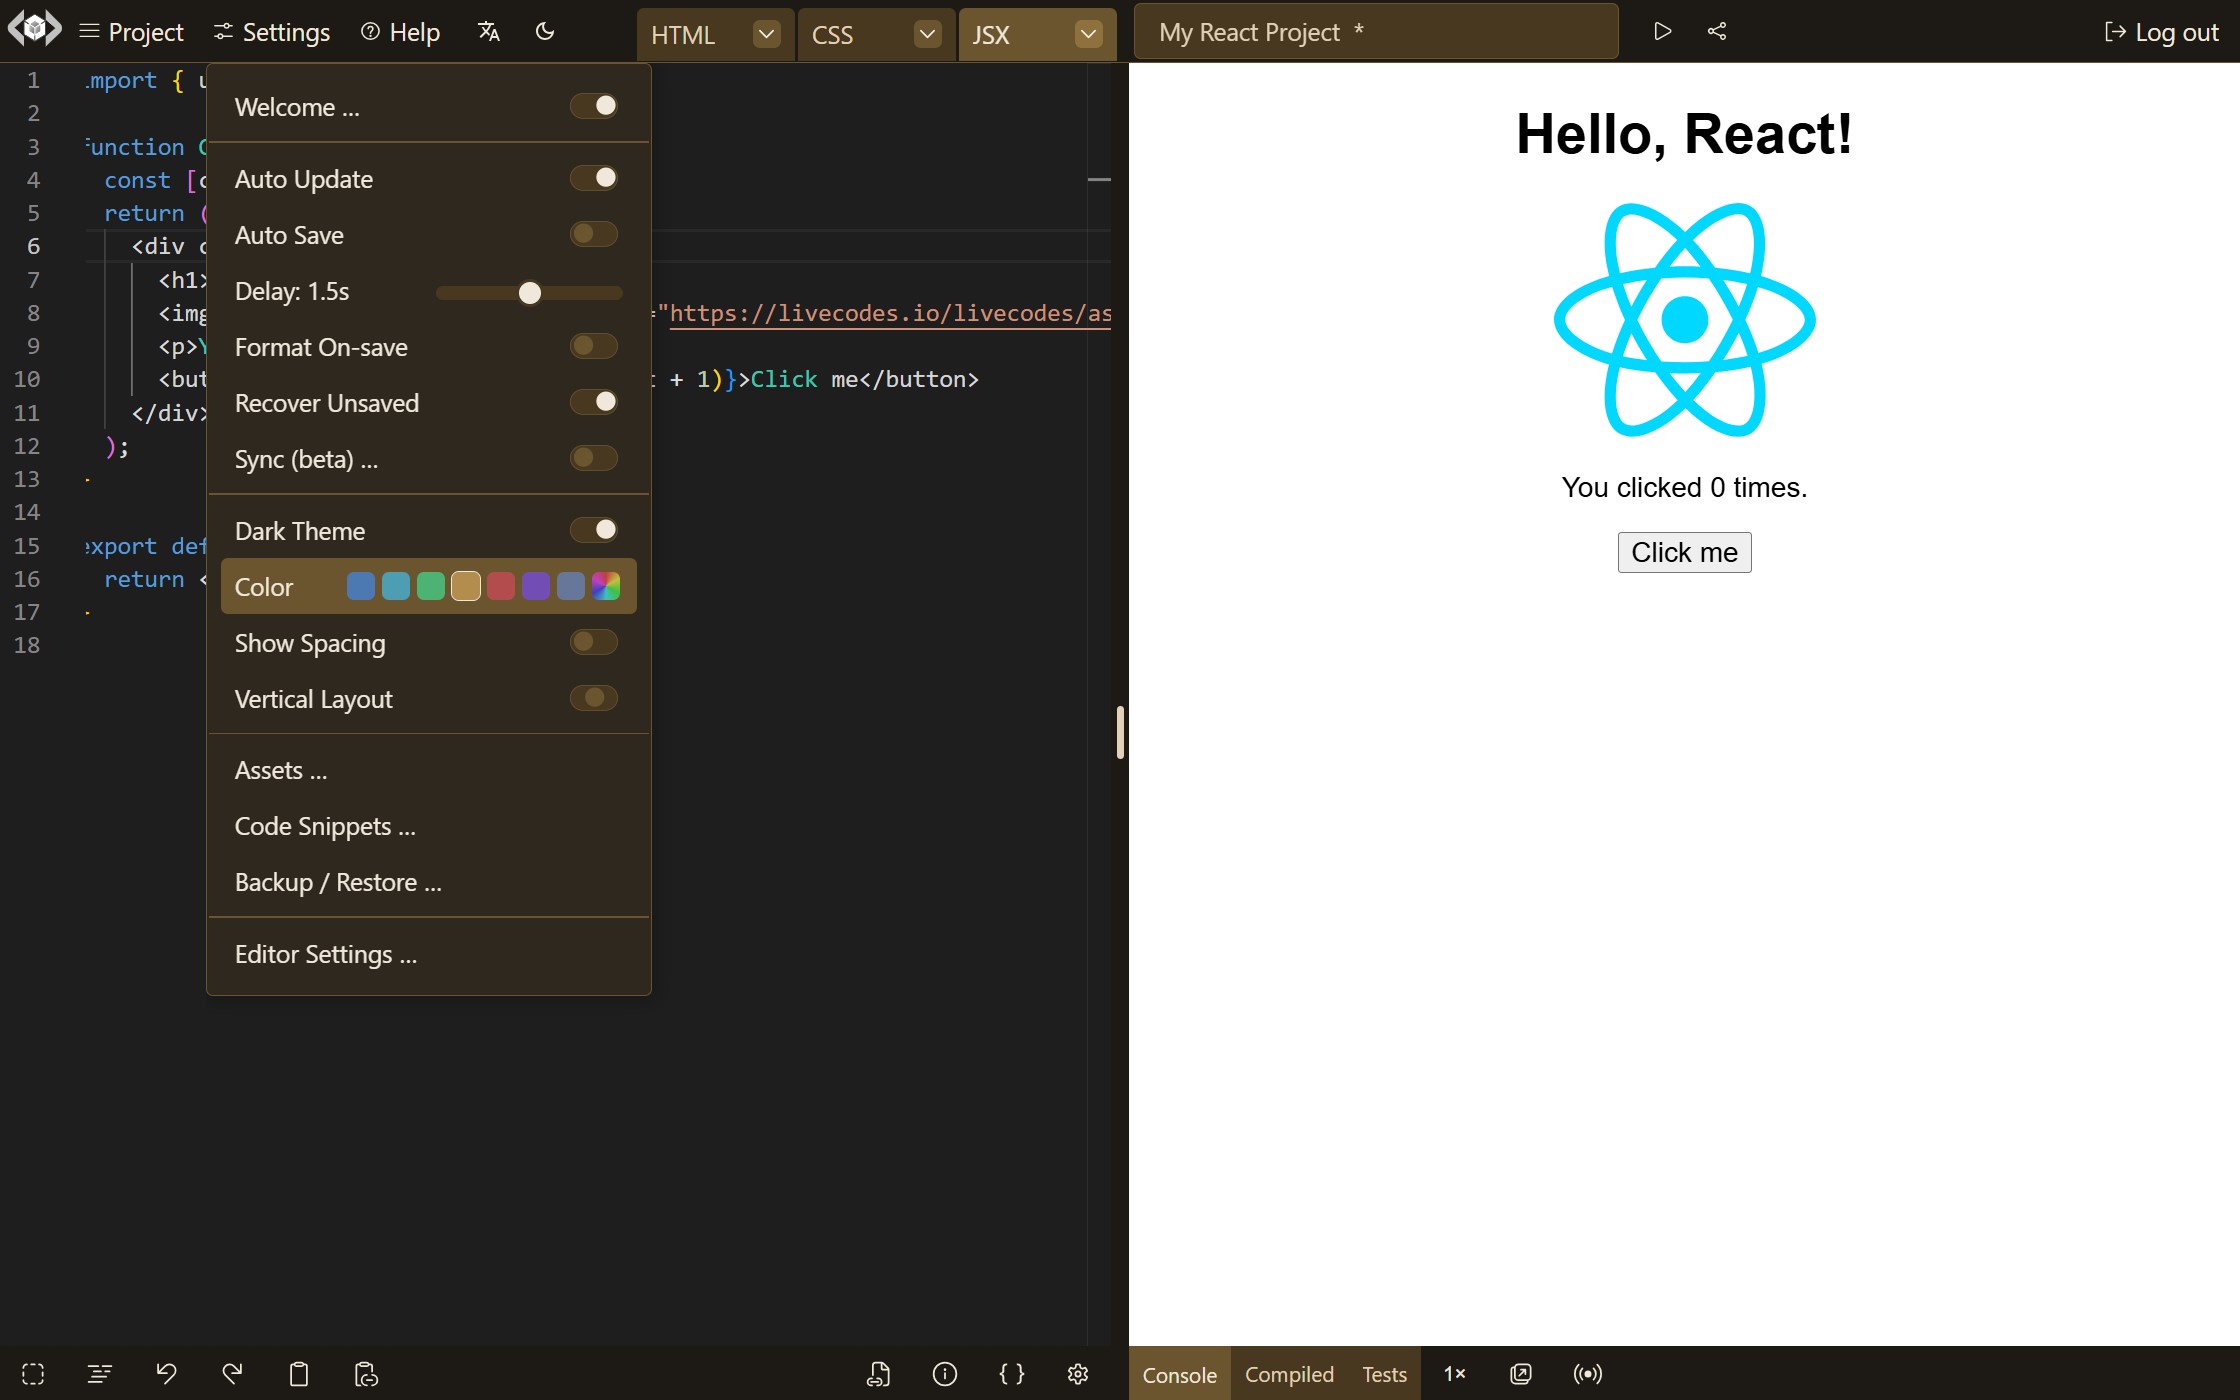 Project
Settings
Help
HTML
CSS
JSX
My React Project *
Log out
1 import {
2
3 function
4 const [
5 return (
6 <div
7 <h1>
8 <img ="https://livecodes.io/livecodes/as
9 <p>
10 <but + 1)}>Click me</button>
11 </div>
12 );
13
14
15 export def
16 return <
17
18
Welcome ...
Auto Update
Auto Save
Delay: 1.5s
Format On-save
Recover Unsaved
Sync (beta) ...
Dark Theme
Color
Show Spacing
Vertical Layout
Assets ...
Code Snippets ...
Backup / Restore ...
Editor Settings ...
Hello, React!
You clicked 0 times.
Click me
Console
Compiled
Tests
1×